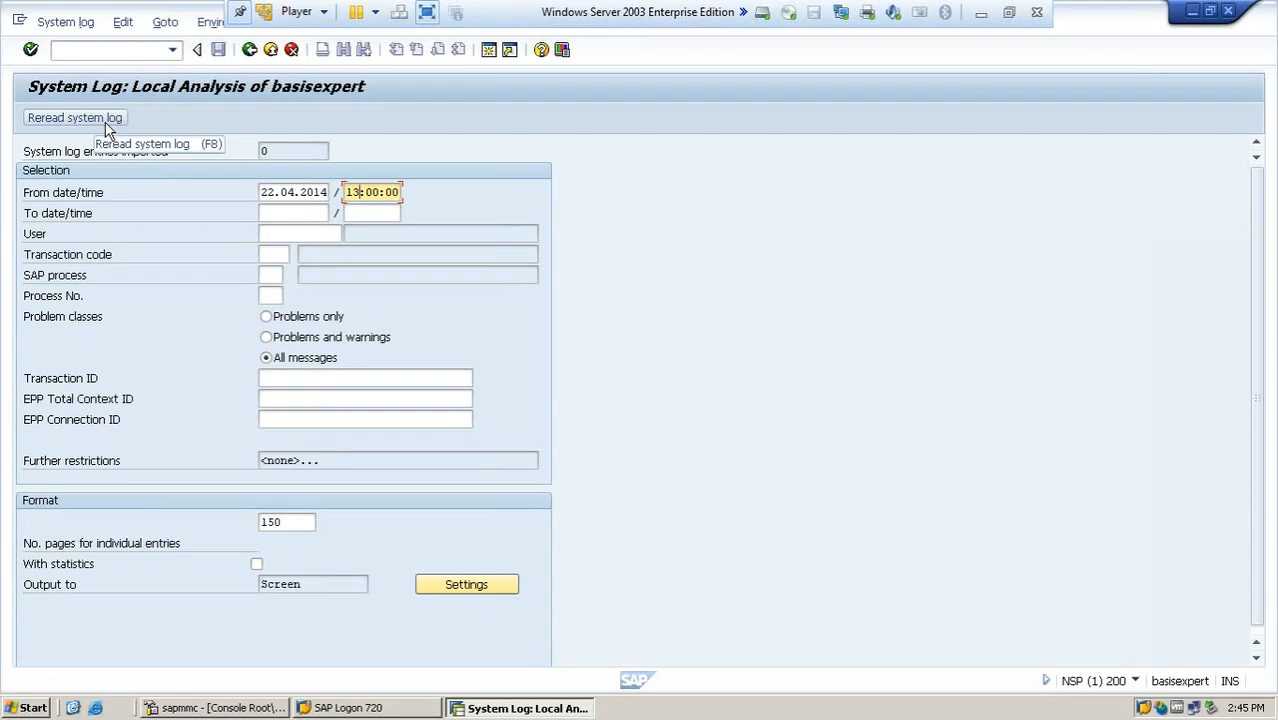 Player
Windows Server 2003 Enterprise Edition »
System log Edit Goto
System Log: Local Analysis of basisexpert
Reread system log
Reread system log (F8)
System log entries imported 0
Selection
From date/time 22.04.2014 / 13:00:00
To date/time /
User
Transaction code
SAP process
Process No.
Problem classes Problems only
Problems and warnings
All messages
Transaction ID
EPP Total Context ID
EPP Connection ID
Further restrictions <none>...
Format
150
No. pages for individual entries
With statistics
Output to Screen Settings
SAP NSP (1) 200 basisexpert INS
Start sapmmc - [Console Root\... SAP Logon 720 System Log: Local An... 2:45 PM